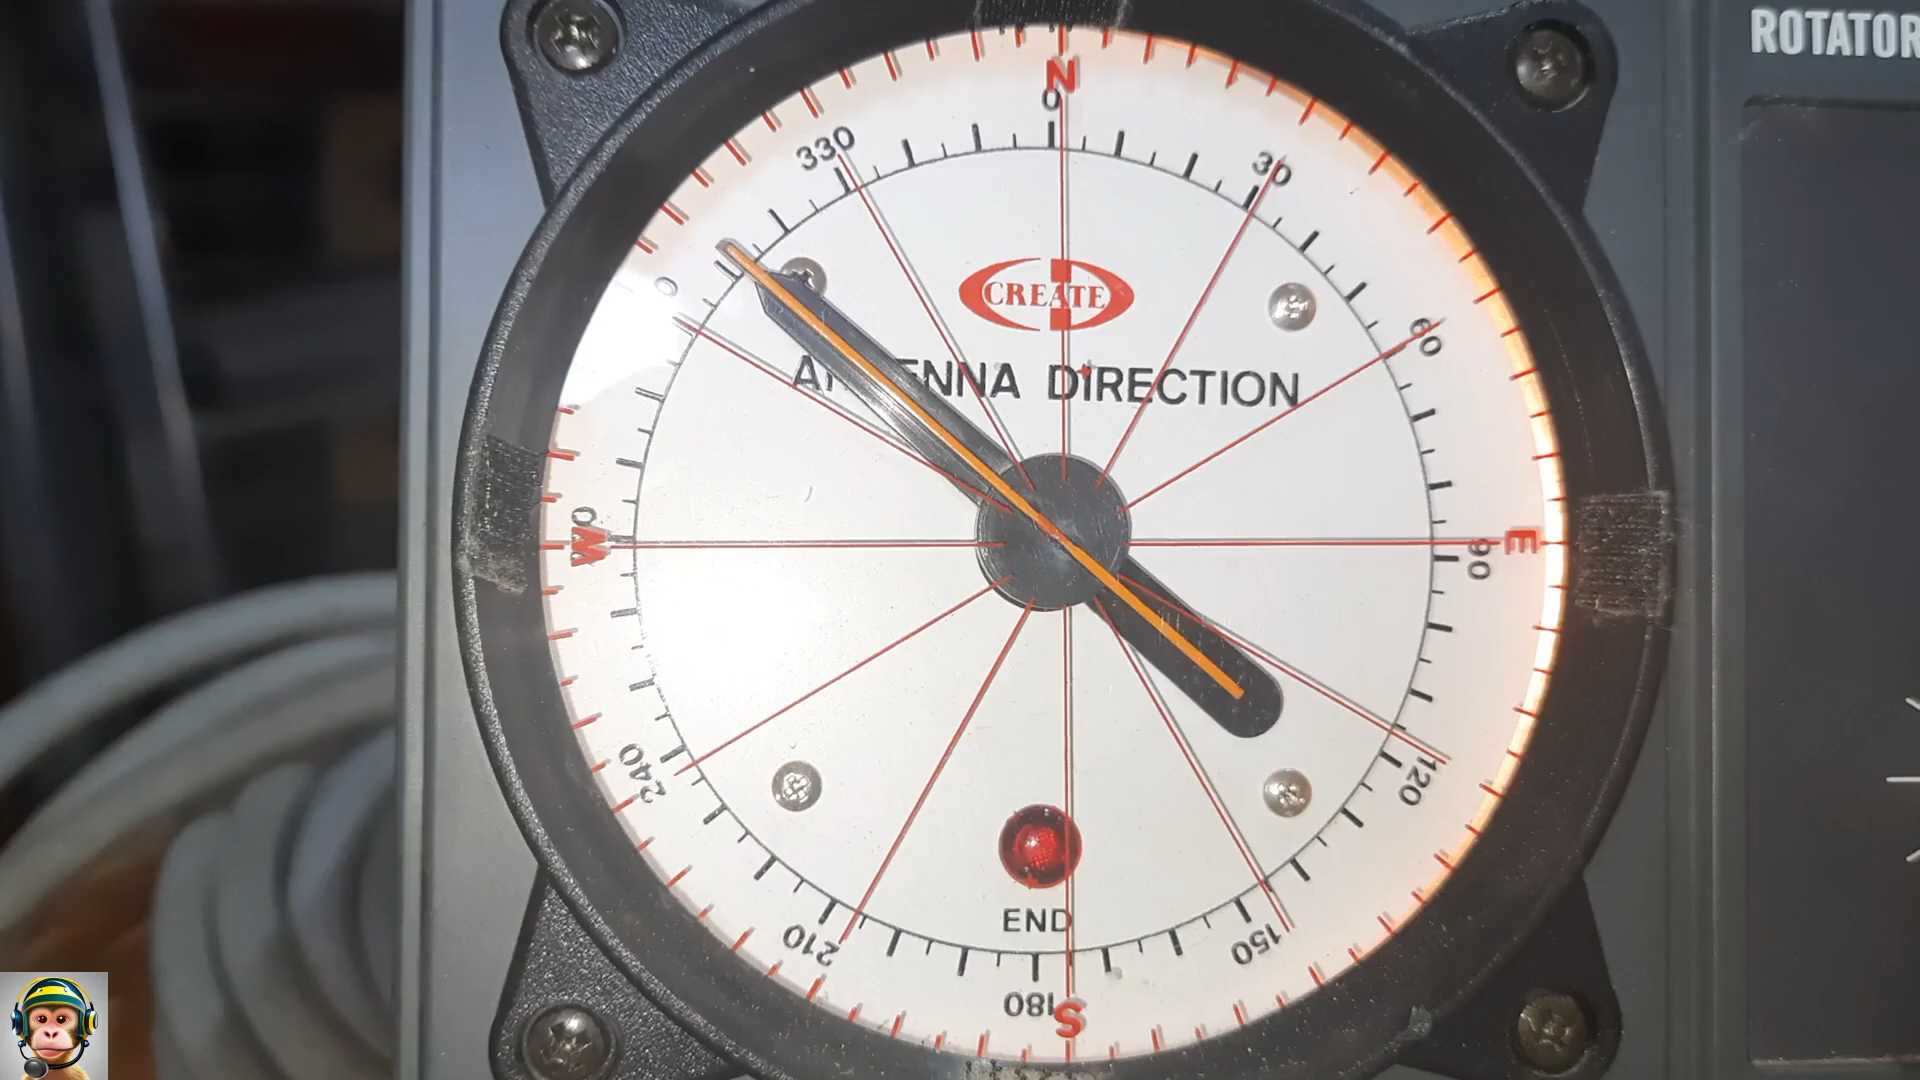 ROTATOR
N
0
330
30
CREATE
60
ANTENNA DIRECTION
W
E
90
240
120
END
210
150
180
S